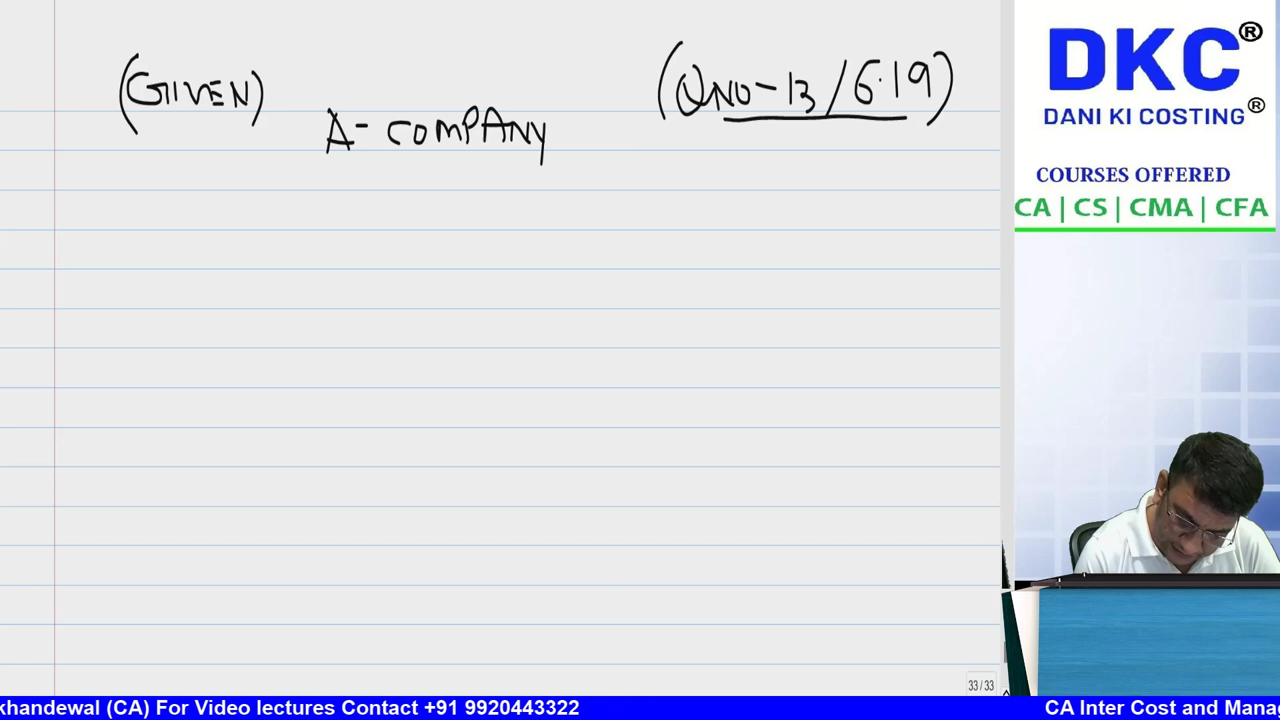 (GIVEN)
(QNO-13/6.19)
A- COMPANY
DKC®
DANI KI COSTING®
COURSES OFFERED
CA | CS | CMA | CFA
33/33
khandewal (CA) For Video lectures Contact +91 9920443322
CA Inter Cost and Manag